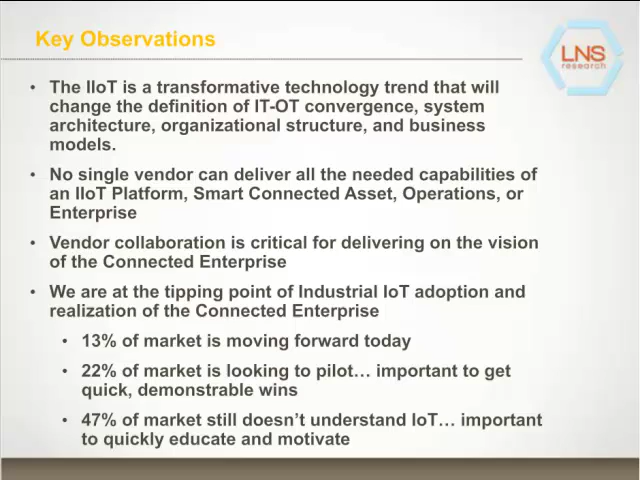 Key Observations
LNS
research
• The IIoT is a transformative technology trend that will
change the definition of IT-OT convergence, system
architecture, organizational structure, and business
models.
• No single vendor can deliver all the needed capabilities of
an IIoT Platform, Smart Connected Asset, Operations, or
Enterprise
• Vendor collaboration is critical for delivering on the vision
of the Connected Enterprise
• We are at the tipping point of Industrial IoT adoption and
realization of the Connected Enterprise
• 13% of market is moving forward today
• 22% of market is looking to pilot… important to get
quick, demonstrable wins
• 47% of market still doesn’t understand IoT… important
to quickly educate and motivate